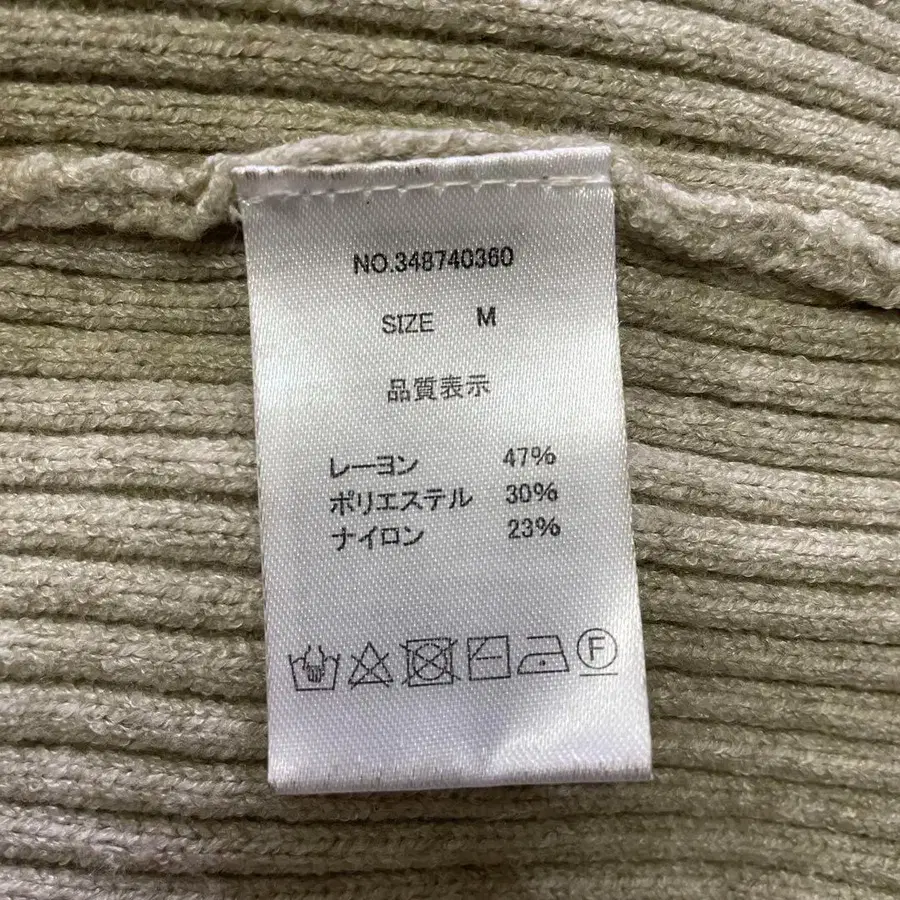 NO.348740360
SIZE M
品質表示
レーヨン 47%
ポリエステル 30%
ナイロン 23%
F